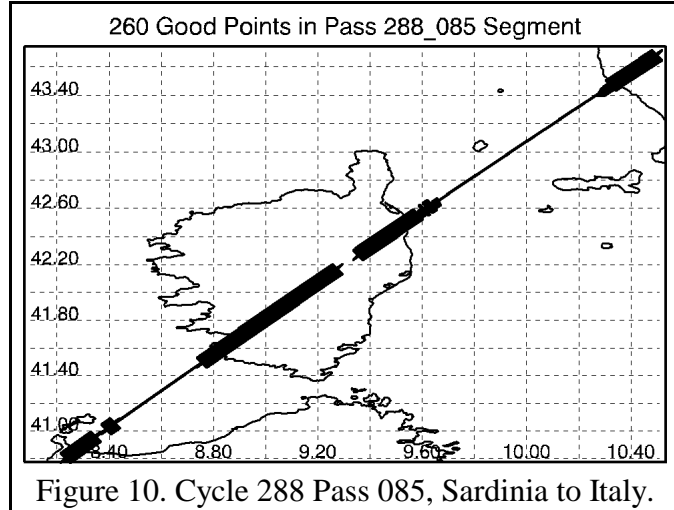 260 Good Points in Pass 288_085 Segment
43.40
43.00
42.60
42.20
41.80
41.40
41.00
8.40 8.80 9.20 9.60 10.00 10.40
Figure 10. Cycle 288 Pass 085, Sardinia to Italy.